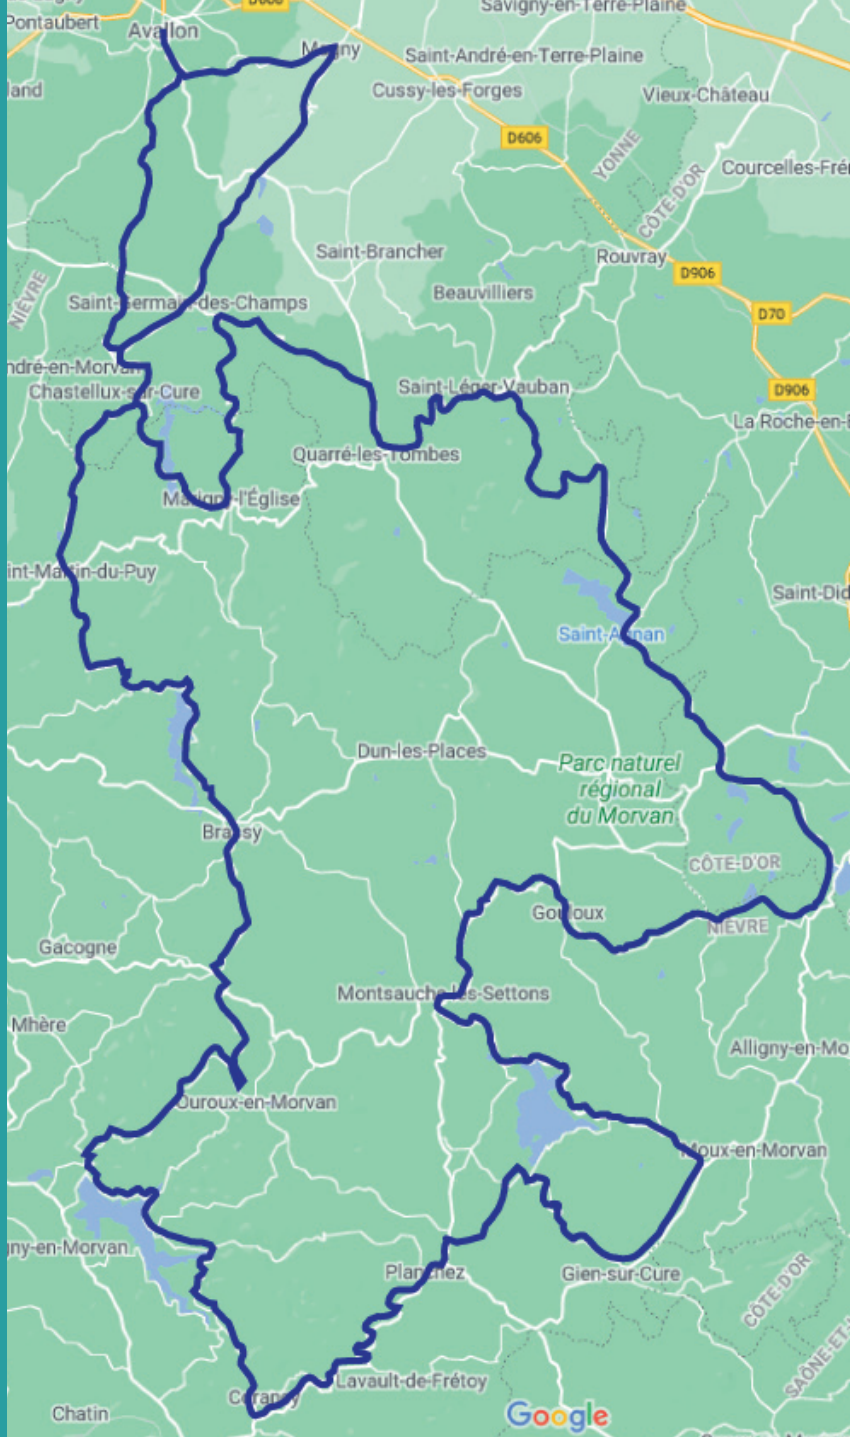 D606
Savigny-en-Terre-Plaine
Pontaubert
Avallon
Magny
Saint-André-en-Terre-Plaine
land
Cussy-les-Forges
Vieux-Château
D606
YONNE
CÔTE-D'OR
Courcelles-Fré
Saint-Brancher
Rouvray
D906
NIÈVRE
Beauvilliers
Saint-Germain-des-Champs
D70
ndré-en-Morvan
Chastellux-sur-Cure
Saint-Léger-Vauban
D906
La Roche-en-B
Quarré-les-Tombes
Marigny-l'Église
int-Martin-du-Puy
Saint-Did
Saint-Agnan
Dun-les-Places
Parc naturel
régional
du Morvan
Brassy
CÔTE-D'OR
Gouloux
NIÈVRE
Gacogne
Montsauche-les-Settons
Mhère
Alligny-en-Mo
Ouroux-en-Morvan
Moux-en-Morvan
gny-en-Morvan
Planchez
Gien-sur-Cure
CÔTE-D'OR
SAÔNE-ET-L
Lavault-de-Frétoy
Corancy
Chatin
Google